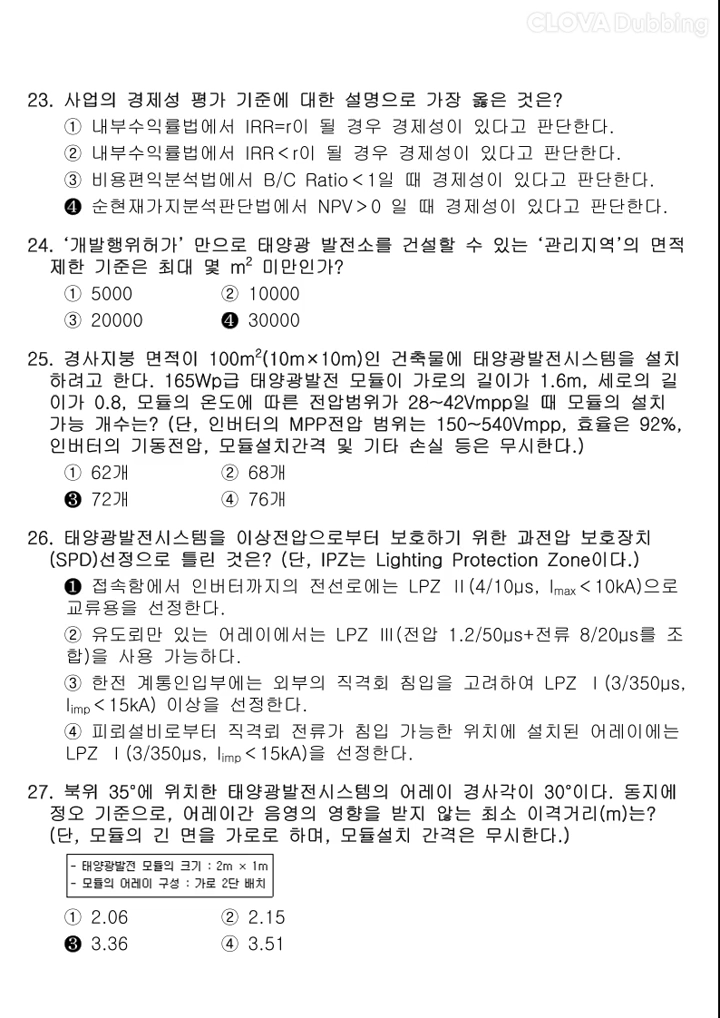 CLOVA Dubbing
23. 사업의 경제성 평가 기준에 대한 설명으로 가장 옳은 것은?
① 내부수익률법에서 IRR=r이 될 경우 경제성이 있다고 판단한다.
② 내부수익률법에서 IRR<r이 될 경우 경제성이 있다고 판단한다.
③ 비용편익분석법에서 B/C Ratio<1일 때 경제성이 있다고 판단한다.
❹ 순현재가지분석판단법에서 NPV>0 일 때 경제성이 있다고 판단한다.
24. ‘개발행위허가’ 만으로 태양광 발전소를 건설할 수 있는 ‘관리지역’의 면적
제한 기준은 최대 몇 m² 미만인가?
① 5000 ② 10000
③ 20000 ❹ 30000
25. 경사지붕 면적이 100m²(10m×10m)인 건축물에 태양광발전시스템을 설치
하려고 한다. 165Wp급 태양광발전 모듈이 가로의 길이가 1.6m, 세로의 길
이가 0.8, 모듈의 온도에 따른 전압범위가 28~42Vmpp일 때 모듈의 설치
가능 개수는? (단, 인버터의 MPP전압 범위는 150~540Vmpp, 효율은 92%,
인버터의 기동전압, 모듈설치간격 및 기타 손실 등은 무시한다.)
① 62개 ② 68개
❸ 72개 ④ 76개
26. 태양광발전시스템을 이상전압으로부터 보호하기 위한 과전압 보호장치
(SPD)선정으로 틀린 것은? (단, IPZ는 Lighting Protection Zone이다.)
❶ 접속함에서 인버터까지의 전선로에는 LPZ Ⅱ(4/10μs, Imax<10kA)으로
교류용을 선정한다.
② 유도뢰만 있는 어레이에서는 LPZ Ⅲ(전압 1.2/50μs+전류 8/20μs를 조
합)을 사용 가능하다.
③ 한전 계통인입부에는 외부의 직격회 침입을 고려하여 LPZ Ⅰ(3/350μs,
Iimp<15kA) 이상을 선정한다.
④ 피뢰설비로부터 직격뢰 전류가 침입 가능한 위치에 설치된 어레이에는
LPZ Ⅰ(3/350μs, Iimp<15kA)을 선정한다.
27. 북위 35°에 위치한 태양광발전시스템의 어레이 경사각이 30°이다. 동지에
정오 기준으로, 어레이간 음영의 영향을 받지 않는 최소 이격거리(m)는?
(단, 모듈의 긴 면을 가로로 하며, 모듈설치 간격은 무시한다.)
- 태양광발전 모듈의 크기 : 2m × 1m
- 모듈의 어레이 구성 : 가로 2단 배치
① 2.06 ② 2.15
❸ 3.36 ④ 3.51